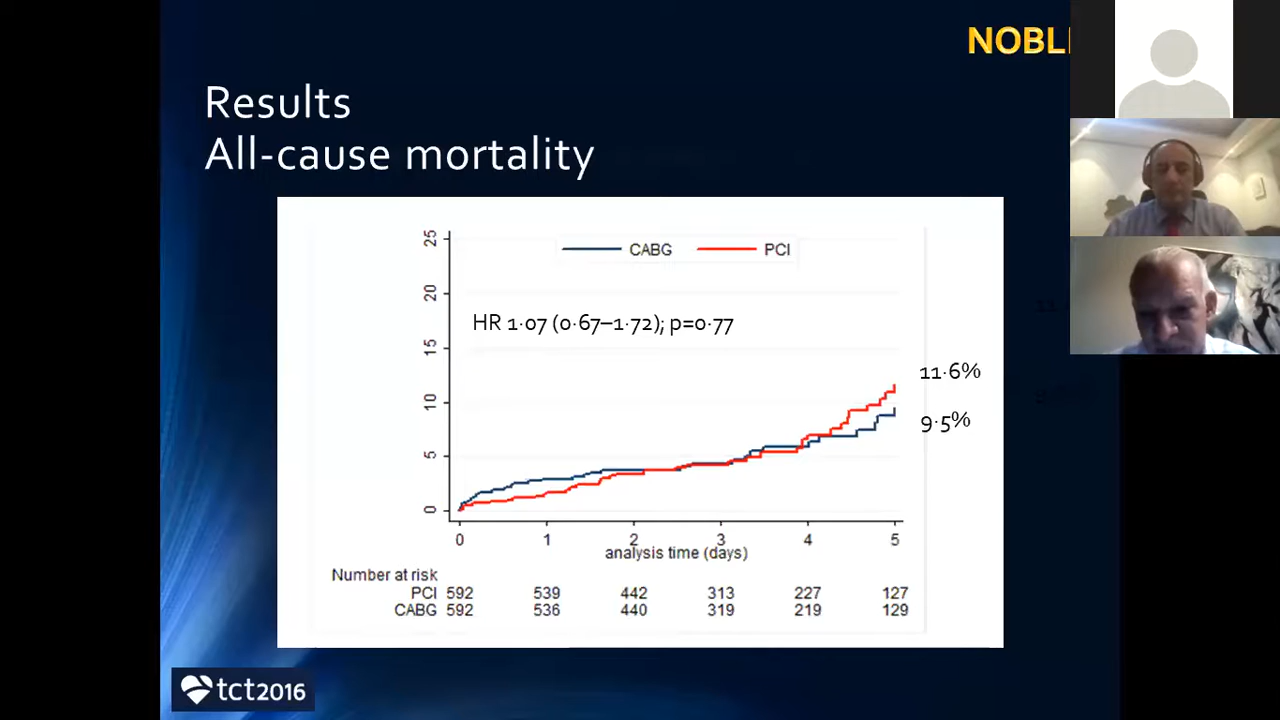 NOBL
Results
All-cause mortality
CABG PCI
HR 1·07 (0·67–1·72); p=0·77
25
20
15
10
5
0
11·6%
9·5%
0 1 2 3 4 5
analysis time (days)
Number at risk
PCI 592 539 442 313 227 127
CABG 592 536 440 319 219 129
tct2016